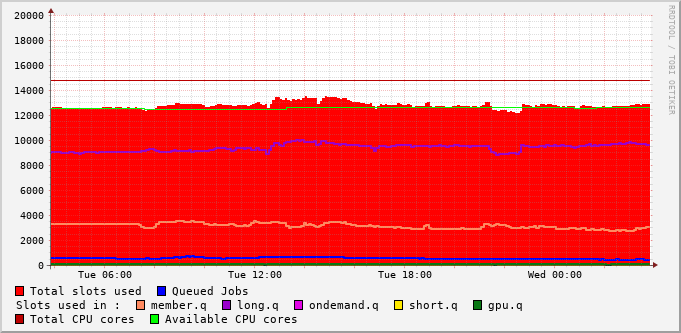 20000
18000
16000
14000
12000
10000
8000
6000
4000
2000
0
Tue 06:00 Tue 12:00 Tue 18:00 Wed 00:00
RRDTOOL / TOBI OETIKER
Total slots used Queued Jobs
Slots used in : member.q long.q ondemand.q short.q gpu.q
Total CPU cores Available CPU cores